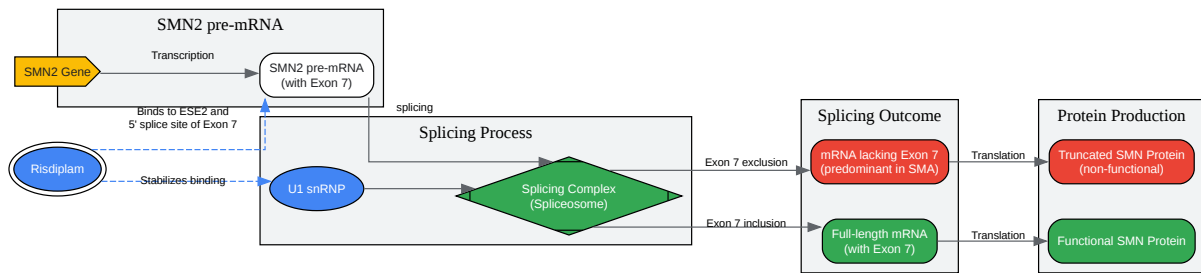 SMN2 pre-mRNA
Transcription
SMN2 Gene
SMN2 pre-mRNA
(with Exon 7)
Binds to ESE2 and
5' splice site of Exon 7
splicing
Risdiplam
Stabilizes binding
Splicing Process
U1 snRNP
Splicing Complex
(Spliceosome)
Exon 7 exclusion
Exon 7 inclusion
Splicing Outcome
mRNA lacking Exon 7
(predominant in SMA)
Full-length mRNA
(with Exon 7)
Translation
Translation
Protein Production
Truncated SMN Protein
(non-functional)
Functional SMN Protein